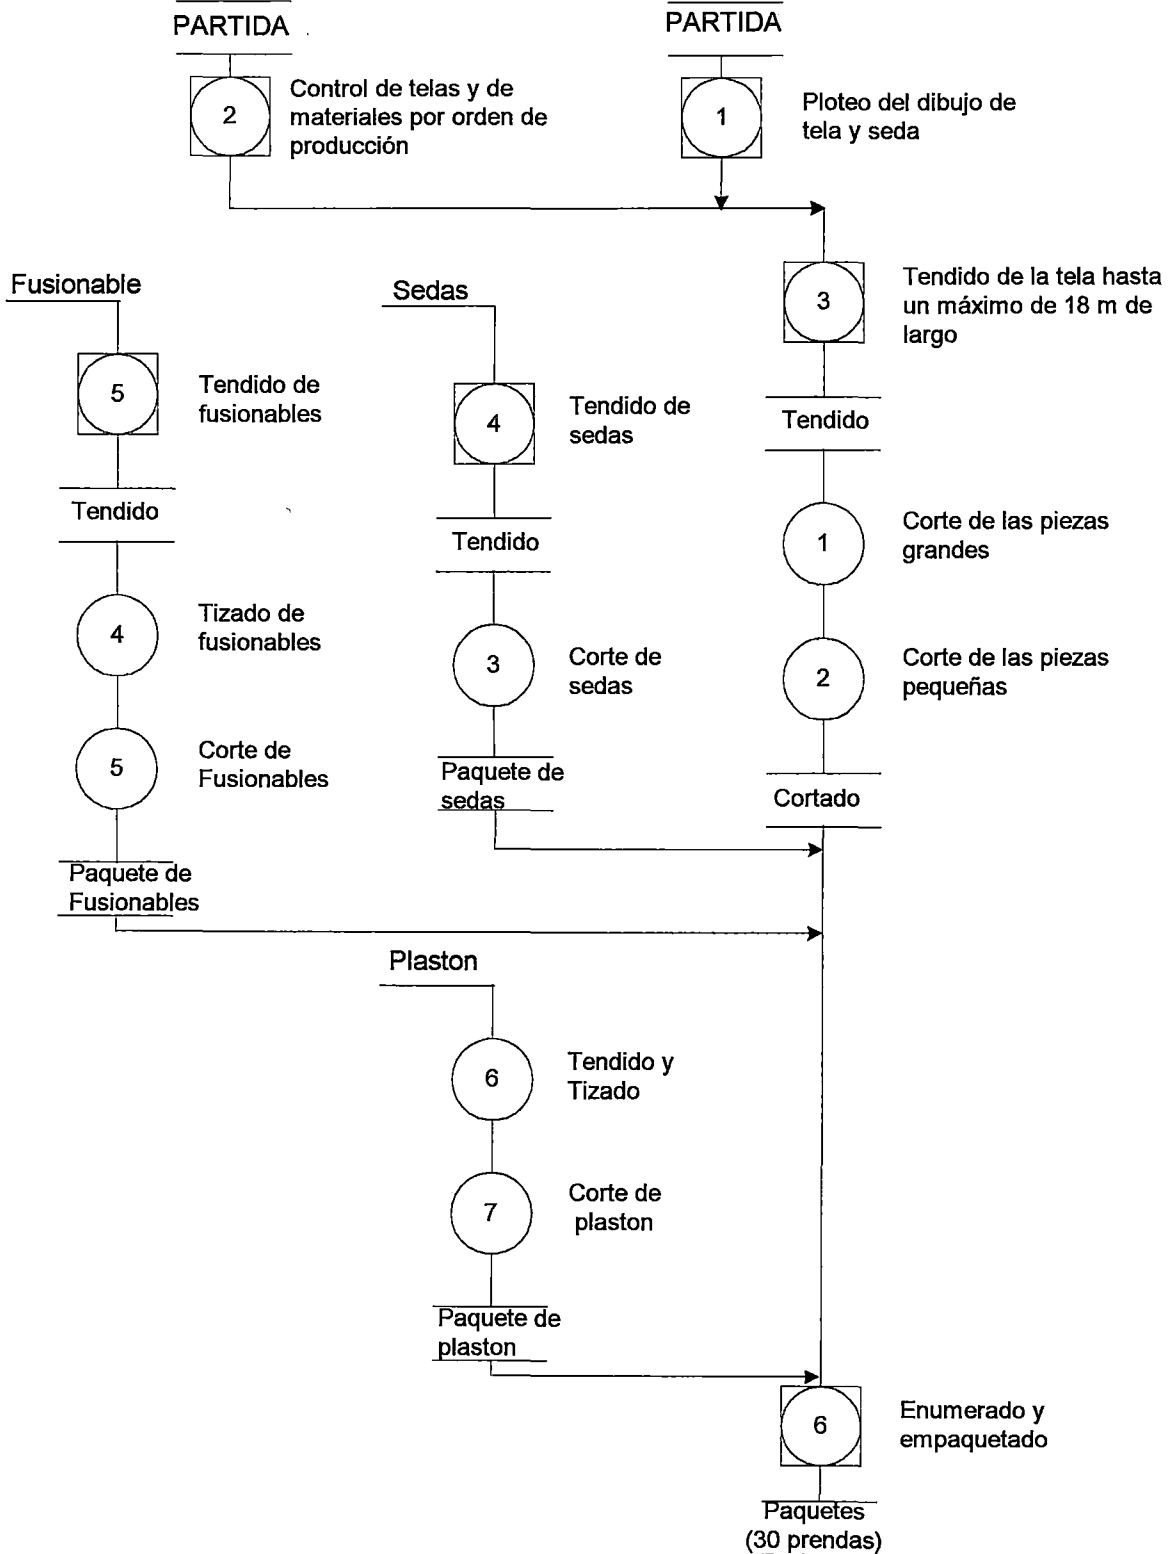 PARTIDA
PARTIDA
2
Control de telas y de
materiales por orden de
producción
1
Ploteo del dibujo de
tela y seda
Fusionable
Sedas
3
Tendido de la tela hasta
un máximo de 18 m de
largo
5
Tendido de
fusionables
4
Tendido de
sedas
Tendido
Tendido
Tendido
1
Corte de las piezas
grandes
4
Tizado de
fusionables
3
Corte de
sedas
2
Corte de las piezas
pequeñas
5
Corte de
Fusionables
Paquete de
sedas
Cortado
Paquete de
Fusionables
Plaston
6
Tendido y
Tizado
7
Corte de
plaston
Paquete de
plaston
6
Enumerado y
empaquetado
Paquetes
(30 prendas)